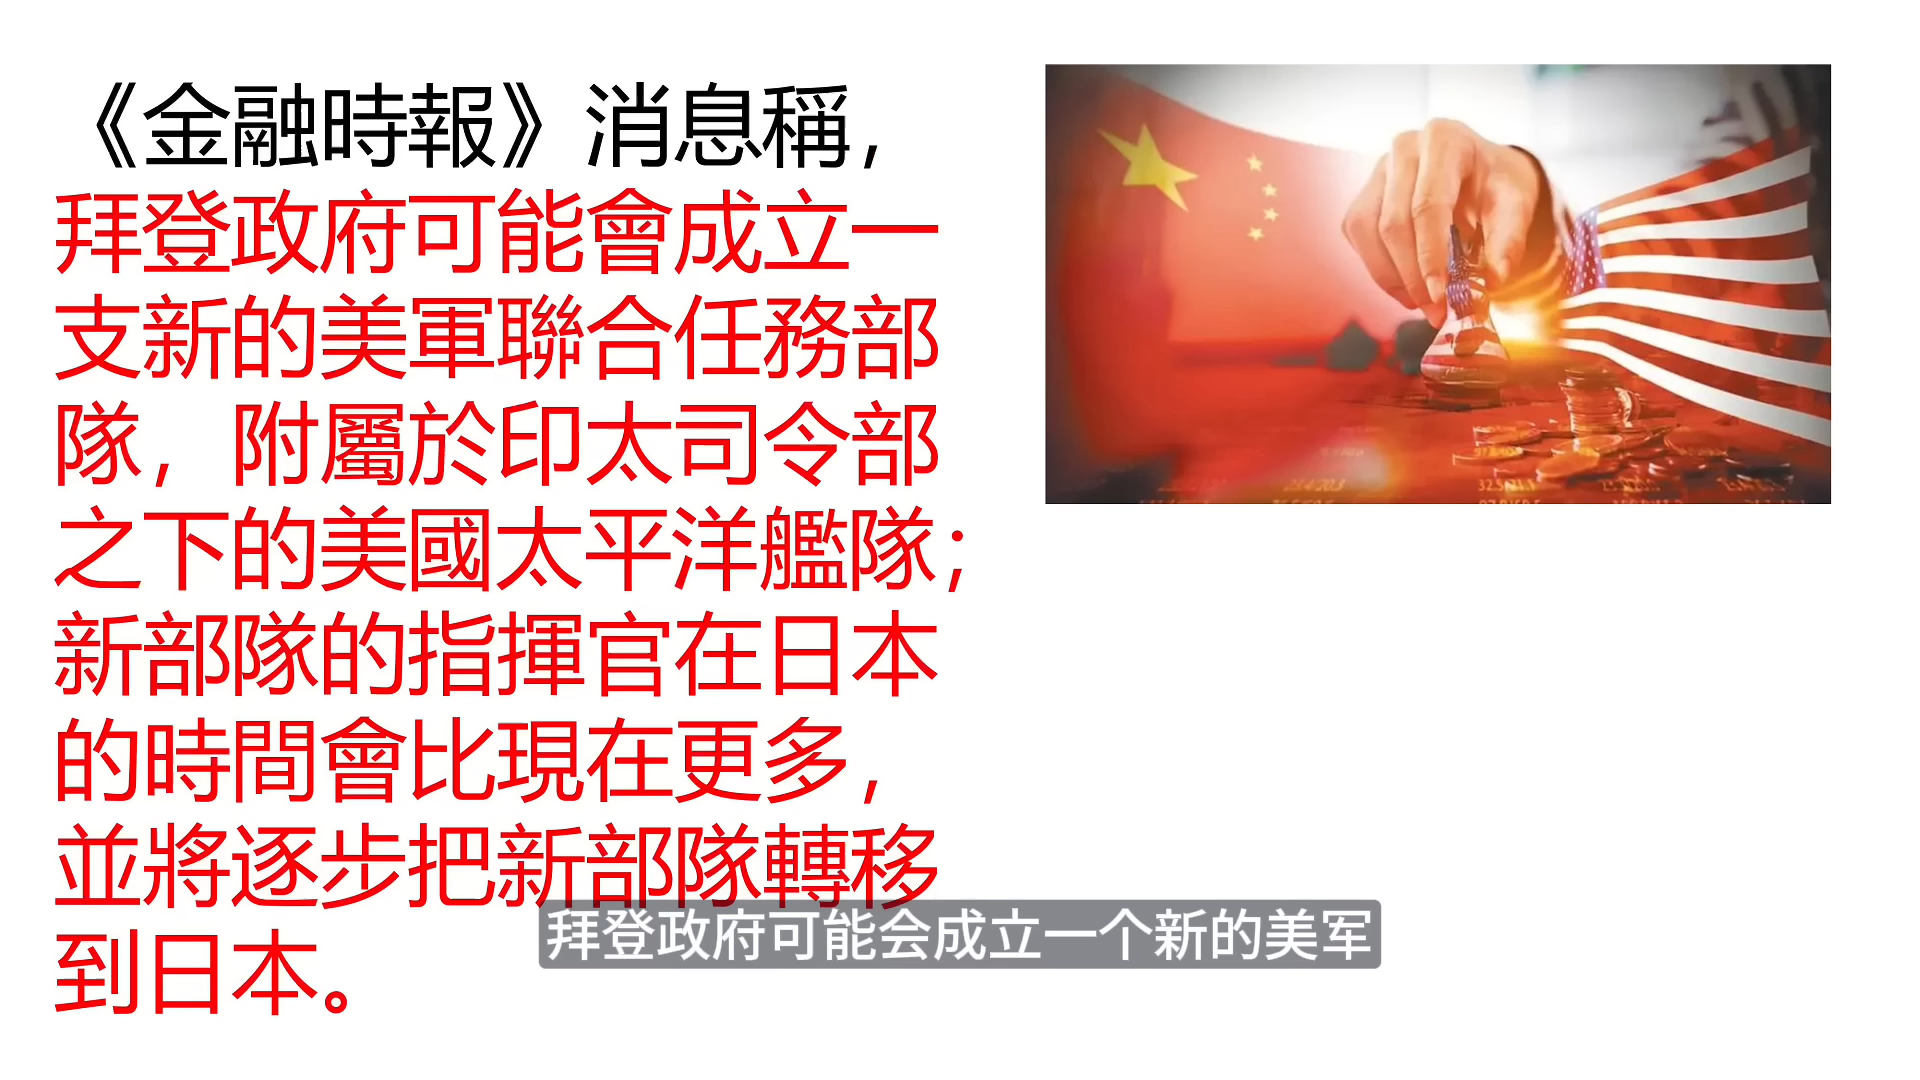 《金融時報》消息稱，
拜登政府可能會成立一
支新的美軍聯合任務部
隊，附屬於印太司令部
之下的美國太平洋艦隊；
新部隊的指揮官在日本
的時間會比現在更多，
並將逐步把新部隊轉移
到日本。
拜登政府可能会成立一个新的美军